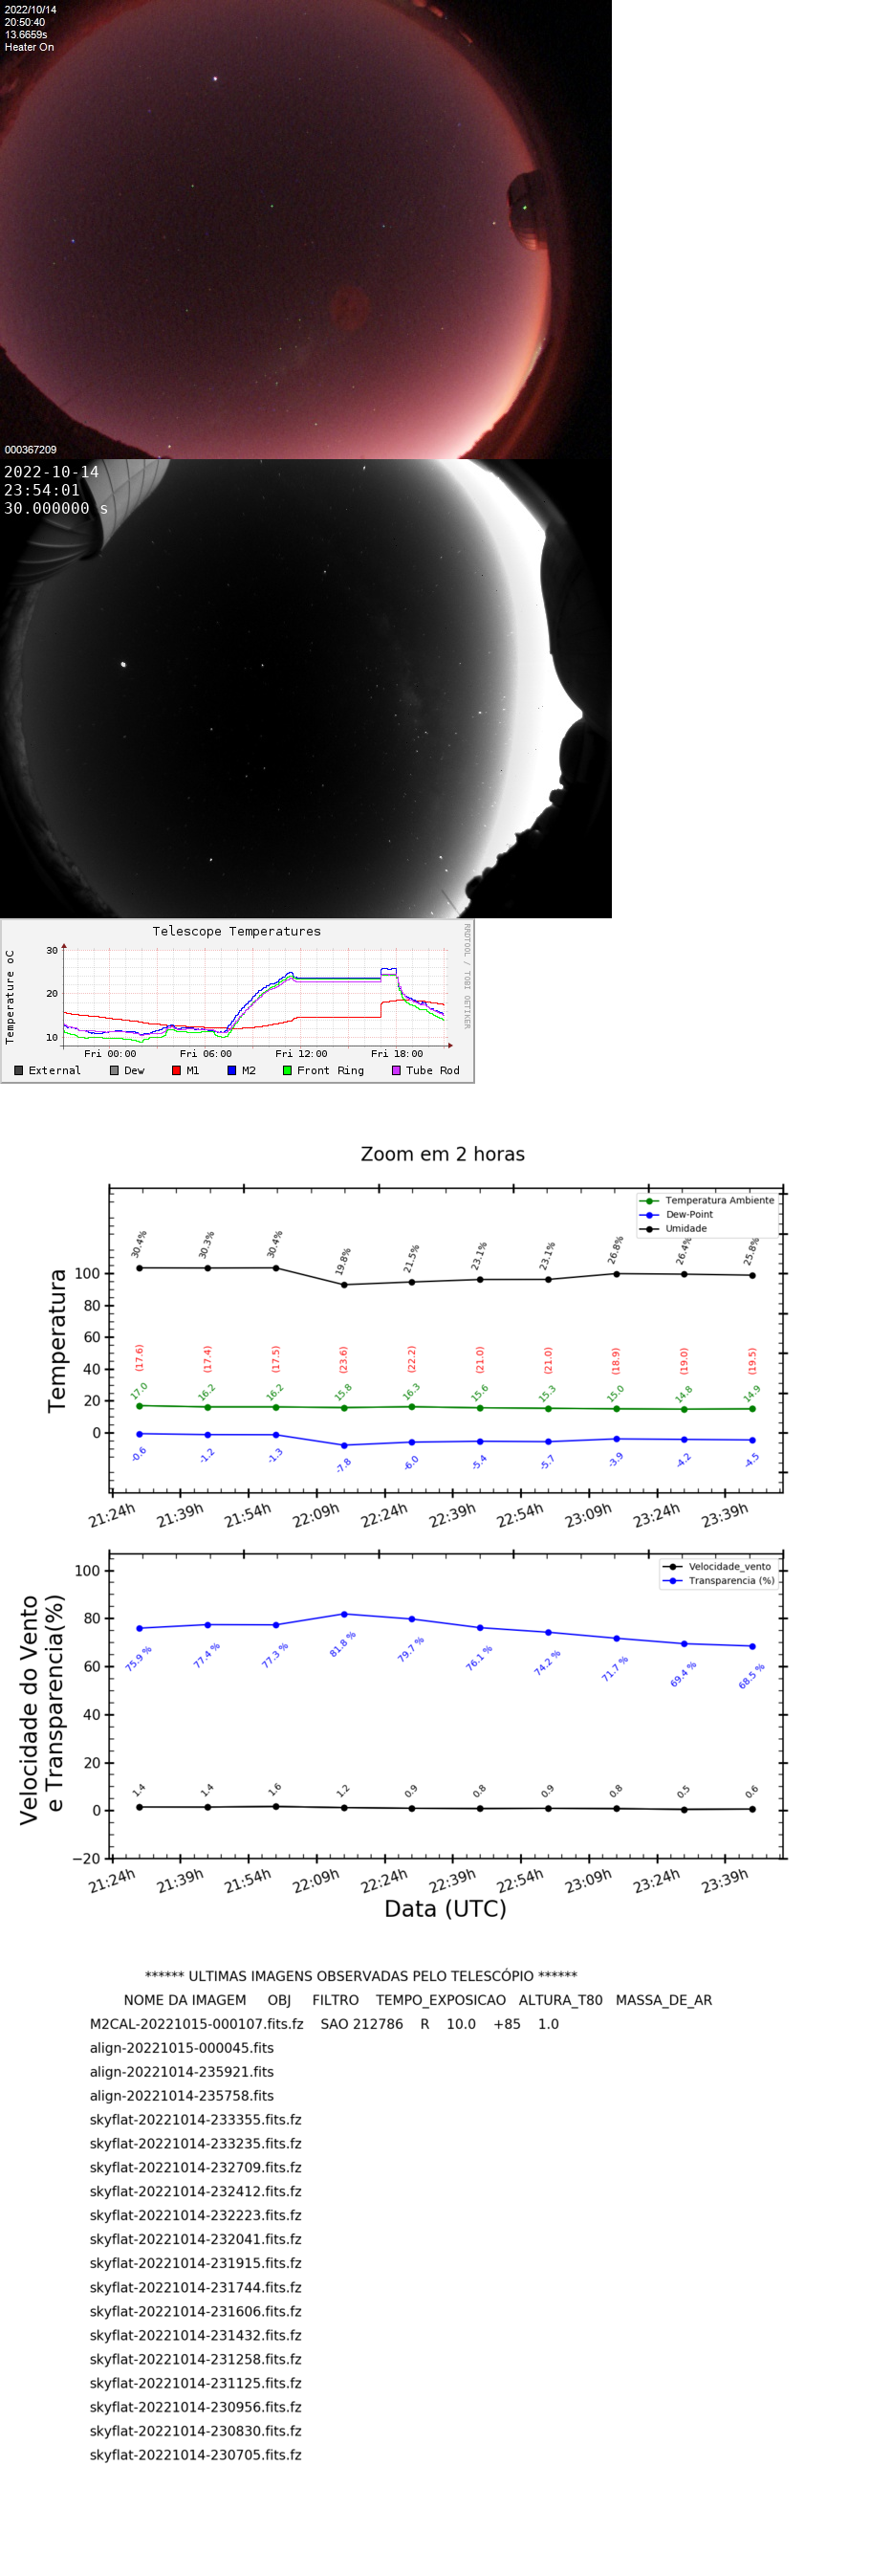 2022/10/14
20:50:40
13.6659s
Heater On
000367209
2022-10-14
23:54:01
30.000000 s
Telescope Temperatures
RRDTOOL / TOBI OETIKER
Temperature oC
30
20
10
Fri 00:00 Fri 06:00 Fri 12:00 Fri 18:00
External Dew M1 M2 Front Ring Tube Rod
Zoom em 2 horas
Temperatura Ambiente
Dew-Point
Umidade
Temperatura
100
80
60
40
20
0
30.4% 30.3% 30.4% 19.8% 21.5% 23.1% 23.1% 26.8% 26.4% 25.8%
(17.6) (17.4) (17.5) (23.6) (22.2) (21.0) (21.0) (18.9) (19.0) (19.5)
17.0 16.2 16.2 15.8 16.3 15.6 15.3 15.0 14.8 14.9
-0.6 -1.2 -1.3 -7.8 -6.0 -5.4 -5.7 -3.9 -4.2 -4.5
21:24h 21:39h 21:54h 22:09h 22:24h 22:39h 22:54h 23:09h 23:24h 23:39h
Velocidade_vento
Transparencia (%)
Velocidade do Vento
e Transparencia(%)
100
80
60
40
20
0
−20
75.9 % 77.4 % 77.3 % 81.8 % 79.7 % 76.1 % 74.2 % 71.7 % 69.4 % 68.5 %
1.4 1.4 1.6 1.2 0.9 0.8 0.9 0.8 0.5 0.6
21:24h 21:39h 21:54h 22:09h 22:24h 22:39h 22:54h 23:09h 23:24h 23:39h
Data (UTC)
****** ULTIMAS IMAGENS OBSERVADAS PELO TELESCÓPIO ******
NOME DA IMAGEM OBJ FILTRO TEMPO_EXPOSICAO ALTURA_T80 MASSA_DE_AR
M2CAL-20221015-000107.fits.fz SAO 212786 R 10.0 +85 1.0
align-20221015-000045.fits
align-20221014-235921.fits
align-20221014-235758.fits
skyflat-20221014-233355.fits.fz
skyflat-20221014-233235.fits.fz
skyflat-20221014-232709.fits.fz
skyflat-20221014-232412.fits.fz
skyflat-20221014-232223.fits.fz
skyflat-20221014-232041.fits.fz
skyflat-20221014-231915.fits.fz
skyflat-20221014-231744.fits.fz
skyflat-20221014-231606.fits.fz
skyflat-20221014-231432.fits.fz
skyflat-20221014-231258.fits.fz
skyflat-20221014-231125.fits.fz
skyflat-20221014-230956.fits.fz
skyflat-20221014-230830.fits.fz
skyflat-20221014-230705.fits.fz